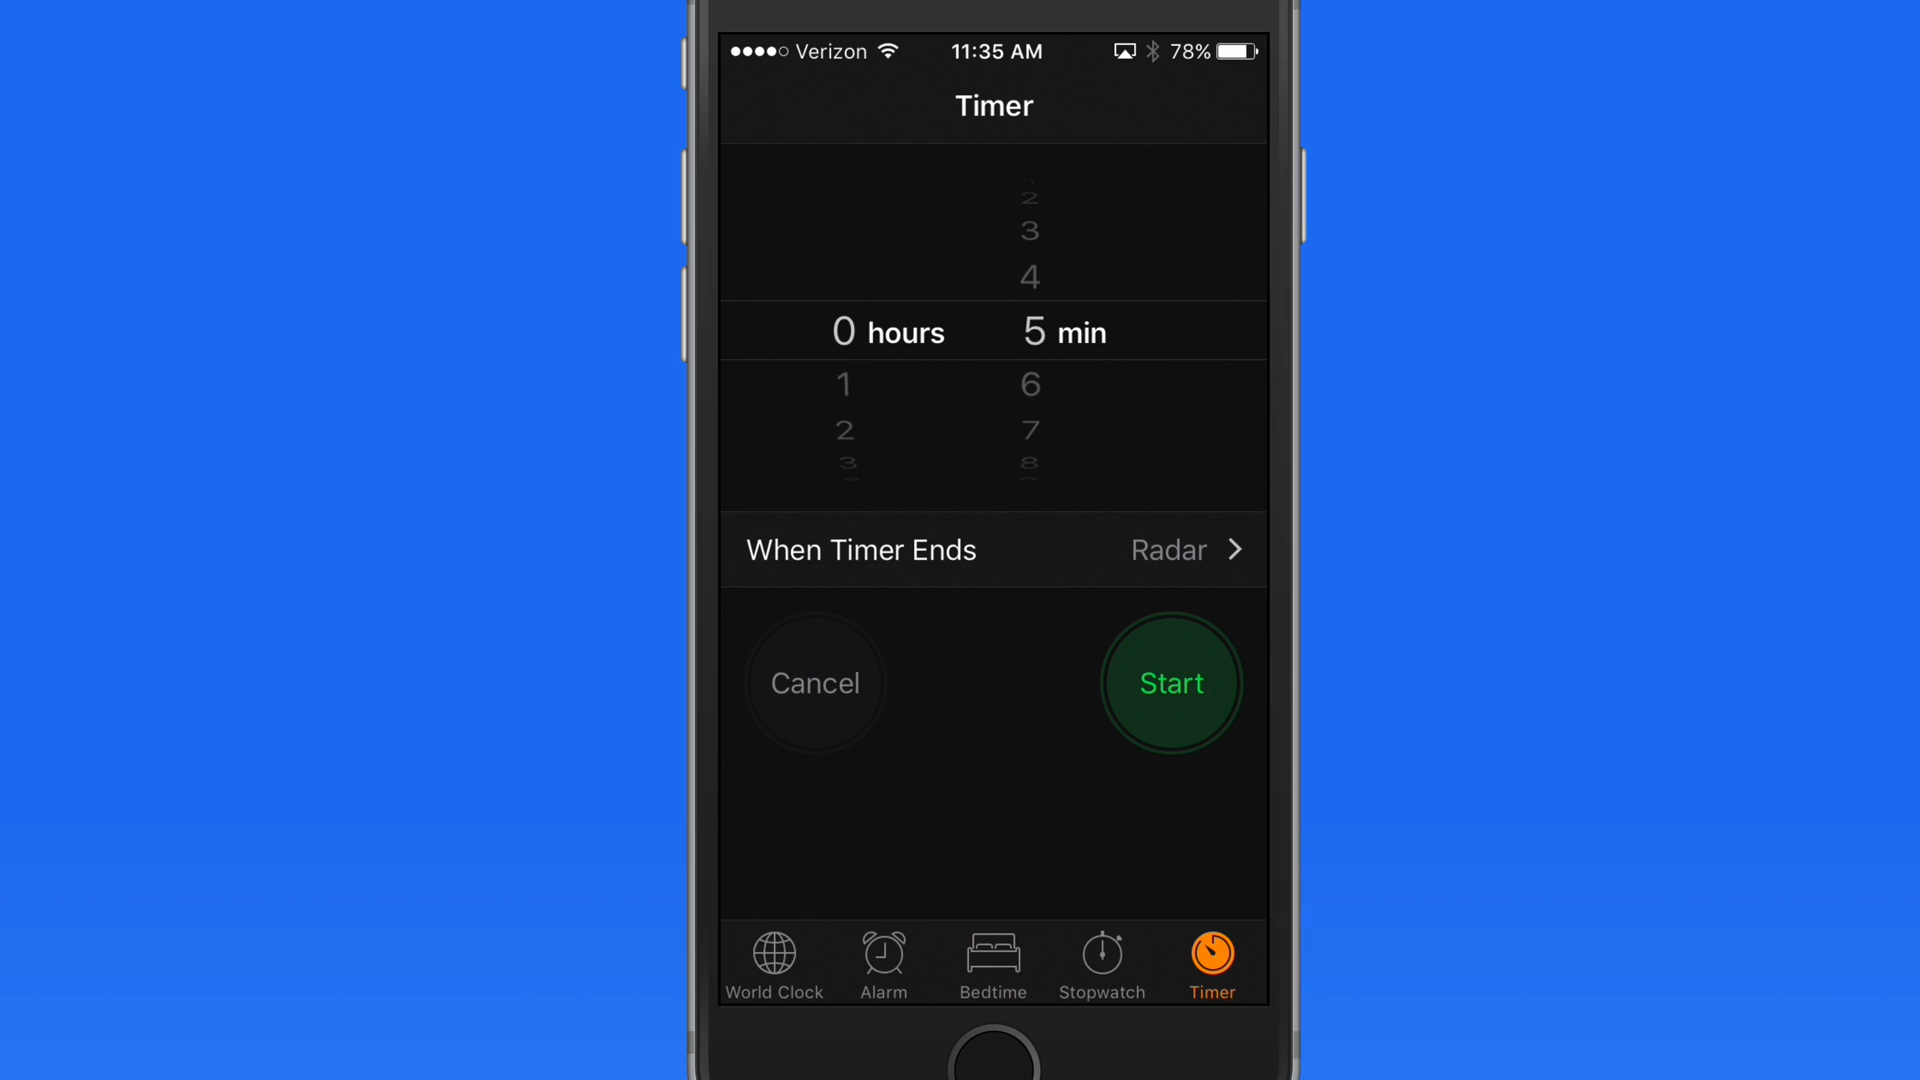 Verizon 11:35 AM 78%
Timer
2
3
4
0 hours 5 min
1 6
2 7
3 8
When Timer Ends Radar
Cancel Start
World Clock Alarm Bedtime Stopwatch Timer